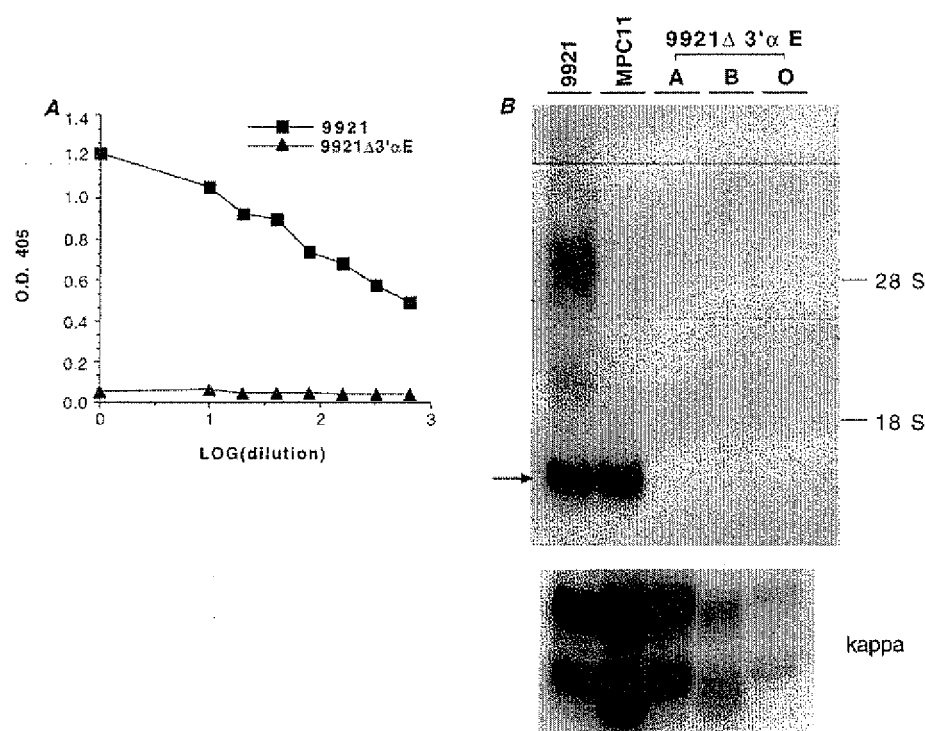 A
1.4
1.2
1.0
0.8
0.6
0.4
0.2
0.0
O.D. 405
0 1 2 3
LOG(dilution)
9921
9921Δ3'αE
B
9921
MPC11
9921Δ 3'α E
A B O
28 S
18 S
kappa